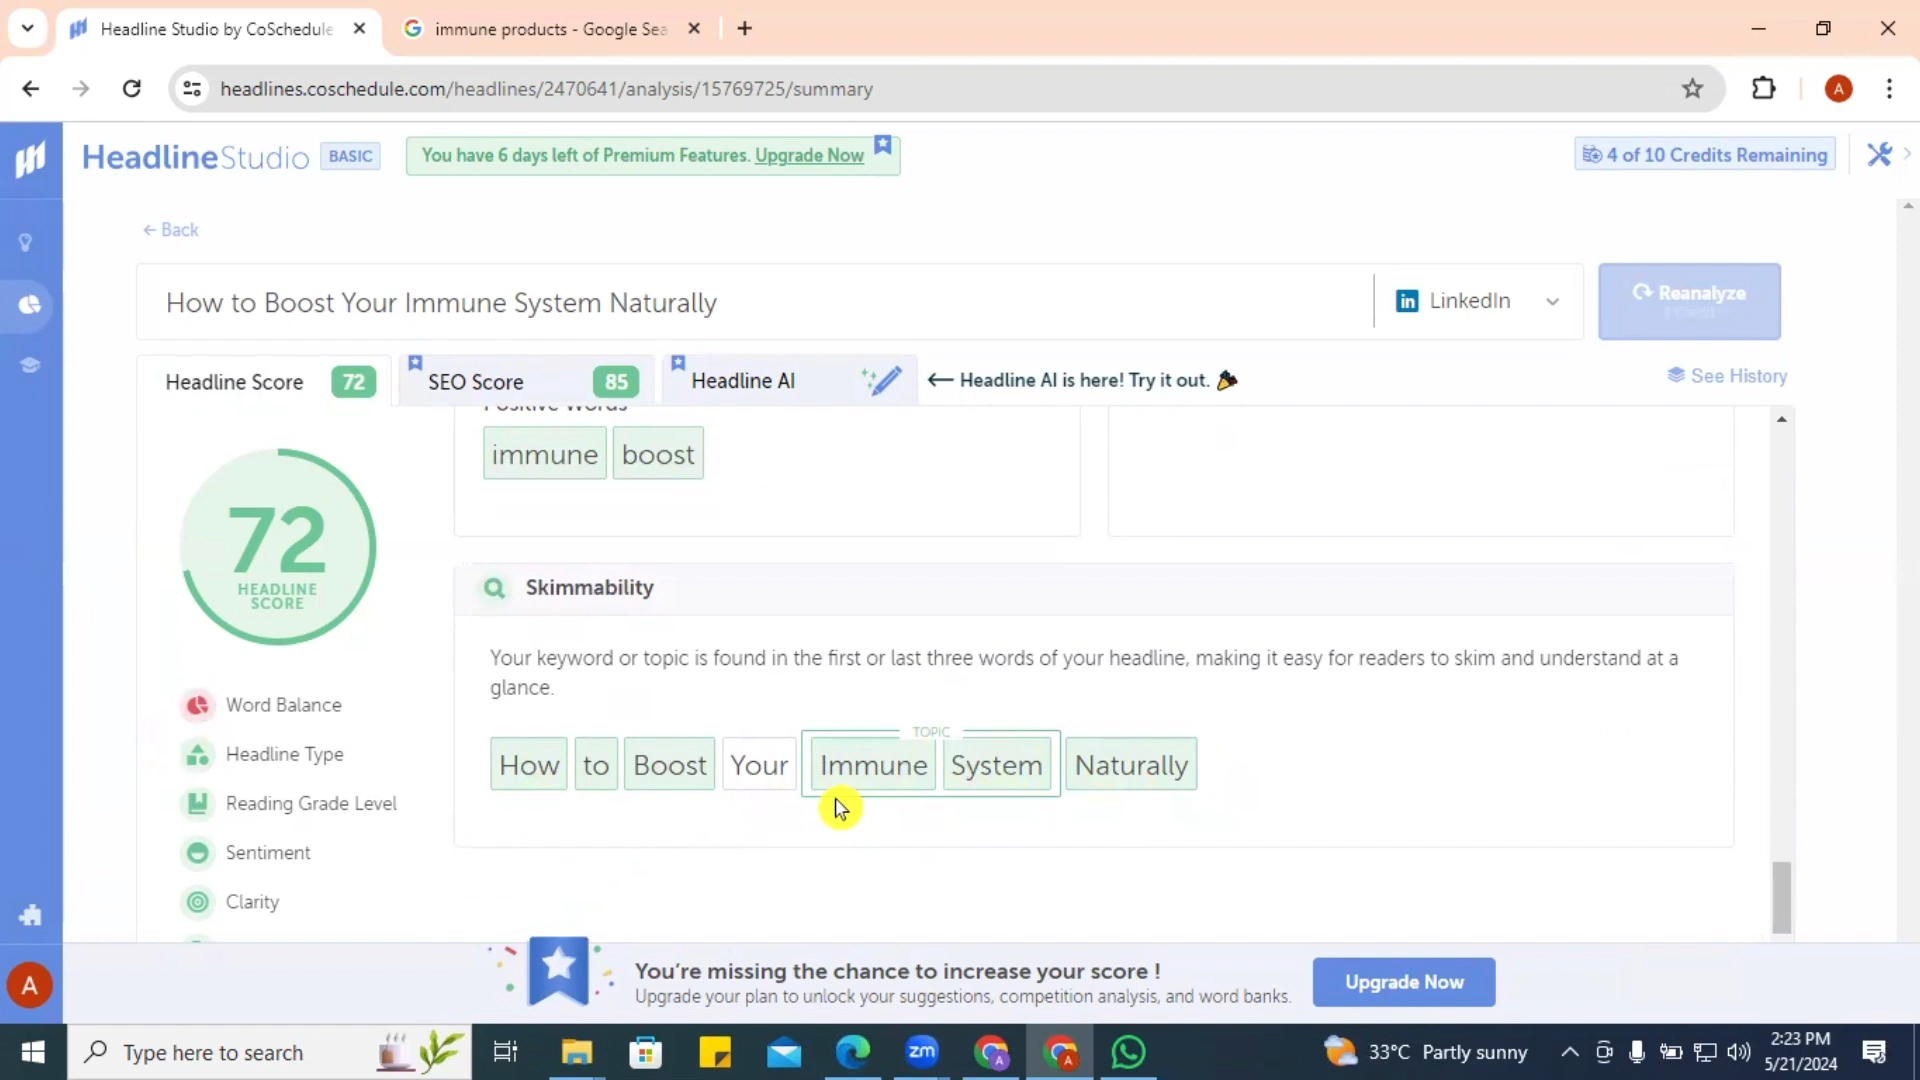 Headline Studio by CoSchedule
immune products - Google Sea
headlines.coschedule.com/headlines/2470641/analysis/15769725/summary
A
HeadlineStudio BASIC
You have 6 days left of Premium Features. Upgrade Now
4 of 10 Credits Remaining
← Back
How to Boost Your Immune System Naturally
in LinkedIn
Reanalyze
Headline Score 72
SEO Score 85
Headline AI
← Headline AI is here! Try it out.
See History
Positive Words
immune boost
72
HEADLINE
SCORE
Skimmability
Your keyword or topic is found in the first or last three words of your headline, making it easy for readers to skim and understand at a
glance.
TOPIC
How to Boost Your Immune System Naturally
Word Balance
Headline Type
Reading Grade Level
Sentiment
Clarity
A
You're missing the chance to increase your score !
Upgrade your plan to unlock your suggestions, competition analysis, and word banks.
Upgrade Now
Type here to search
zm
A
A
33°C Partly sunny
2:23 PM
5/21/2024